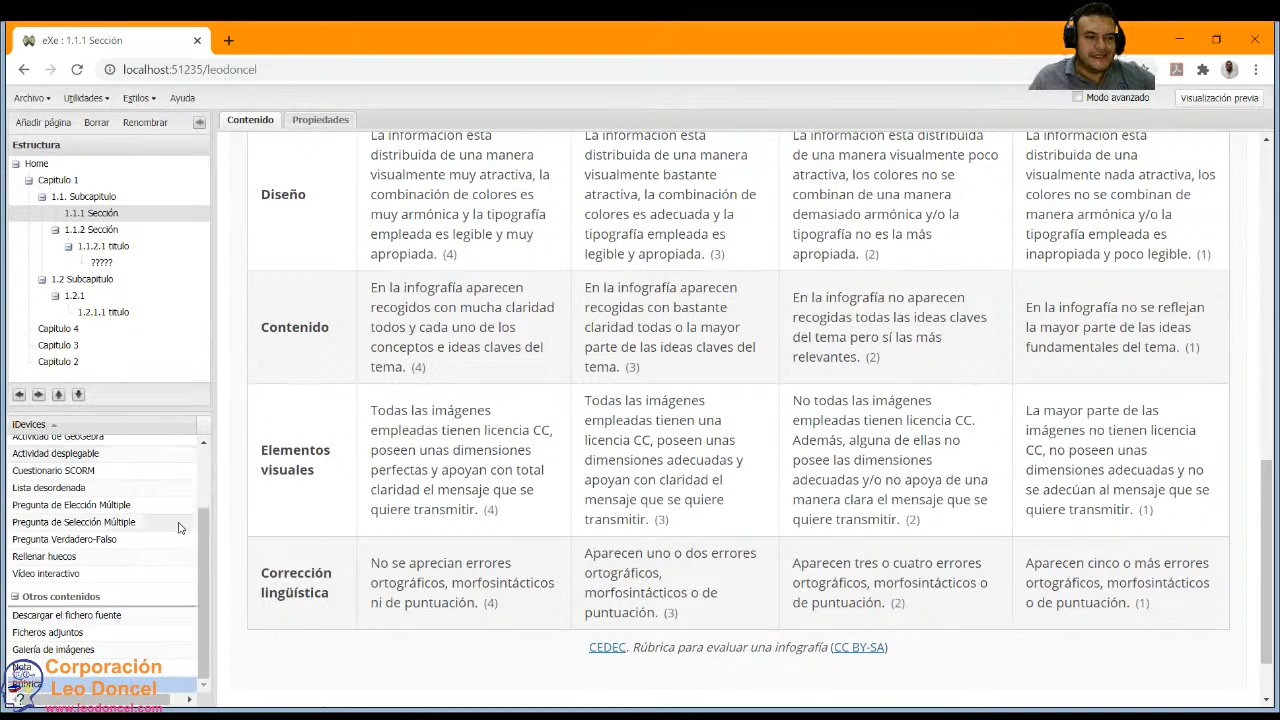 eXe : 1.1.1 Sección
localhost:51235/leodoncel
Archivo Utilidades Estilos Ayuda
Modo avanzado
Visualización previa
Añadir página Borrar Renombrar
Estructura
Home
Capitulo 1
1.1. Subcapitulo
1.1.1 Sección
1.1.2 Sección
1.1.2.1 titulo
?????
1.2 Subcapitulo
1.2.1
1.2.1.1 titulo
Capitulo 4
Capitulo 3
Capitulo 2
iDevices
Actividad de GeoGebra
Actividad desplegable
Cuestionario SCORM
Lista desordenada
Pregunta de Elección Múltiple
Pregunta de Selección Múltiple
Pregunta Verdadero-Falso
Rellenar huecos
Vídeo interactivo
Otros contenidos
Descargar el fichero fuente
Ficheros adjuntos
Galería de imágenes
Nota
Rúbrica
Corporación
Leo Doncel
www.leodoncel.com
Contenido Propiedades
Diseño
La información está
distribuida de una manera
visualmente muy atractiva, la
combinación de colores es
muy armónica y la tipografía
empleada es legible y muy
apropiada. (4)
La información está
distribuida de una manera
visualmente bastante
atractiva, la combinación de
colores es adecuada y la
tipografía empleada es
legible y apropiada. (3)
La información está distribuida
de una manera visualmente poco
atractiva, los colores no se
combinan de una manera
demasiado armónica y/o la
tipografía no es la más
apropiada. (2)
La información está
distribuida de una manera
visualmente nada atractiva, los
colores no se combinan de
manera armónica y/o la
tipografía empleada es
inapropiada y poco legible. (1)
Contenido
En la infografía aparecen
recogidos con mucha claridad
todos y cada uno de los
conceptos e ideas claves del
tema. (4)
En la infografía aparecen
recogidas con bastante
claridad todas o la mayor
parte de las ideas claves del
tema. (3)
En la infografía no aparecen
recogidas todas las ideas claves
del tema pero sí las más
relevantes. (2)
En la infografía no se reflejan
la mayor parte de las ideas
fundamentales del tema. (1)
Elementos
visuales
Todas las imágenes
empleadas tienen licencia CC,
poseen unas dimensiones
perfectas y apoyan con total
claridad el mensaje que se
quiere transmitir. (4)
Todas las imágenes
empleadas tienen una
licencia CC, poseen unas
dimensiones adecuadas y
apoyan con claridad el
mensaje que se quiere
transmitir. (3)
No todas las imágenes
empleadas tienen licencia CC.
Además, alguna de ellas no
posee las dimensiones
adecuadas y/o no apoya de una
manera clara el mensaje que se
quiere transmitir. (2)
La mayor parte de las
imágenes no tienen licencia
CC, no poseen unas
dimensiones adecuadas y no
se adecúan al mensaje que se
quiere transmitir. (1)
Corrección
lingüística
No se aprecian errores
ortográficos, morfosintácticos
ni de puntuación. (4)
Aparecen uno o dos errores
ortográficos,
morfosintácticos o de
puntuación. (3)
Aparecen tres o cuatro errores
ortográficos, morfosintácticos o
de puntuación. (2)
Aparecen cinco o más errores
ortográficos, morfosintácticos
o de puntuación. (1)
CEDEC. Rúbrica para evaluar una infografía (CC BY-SA)